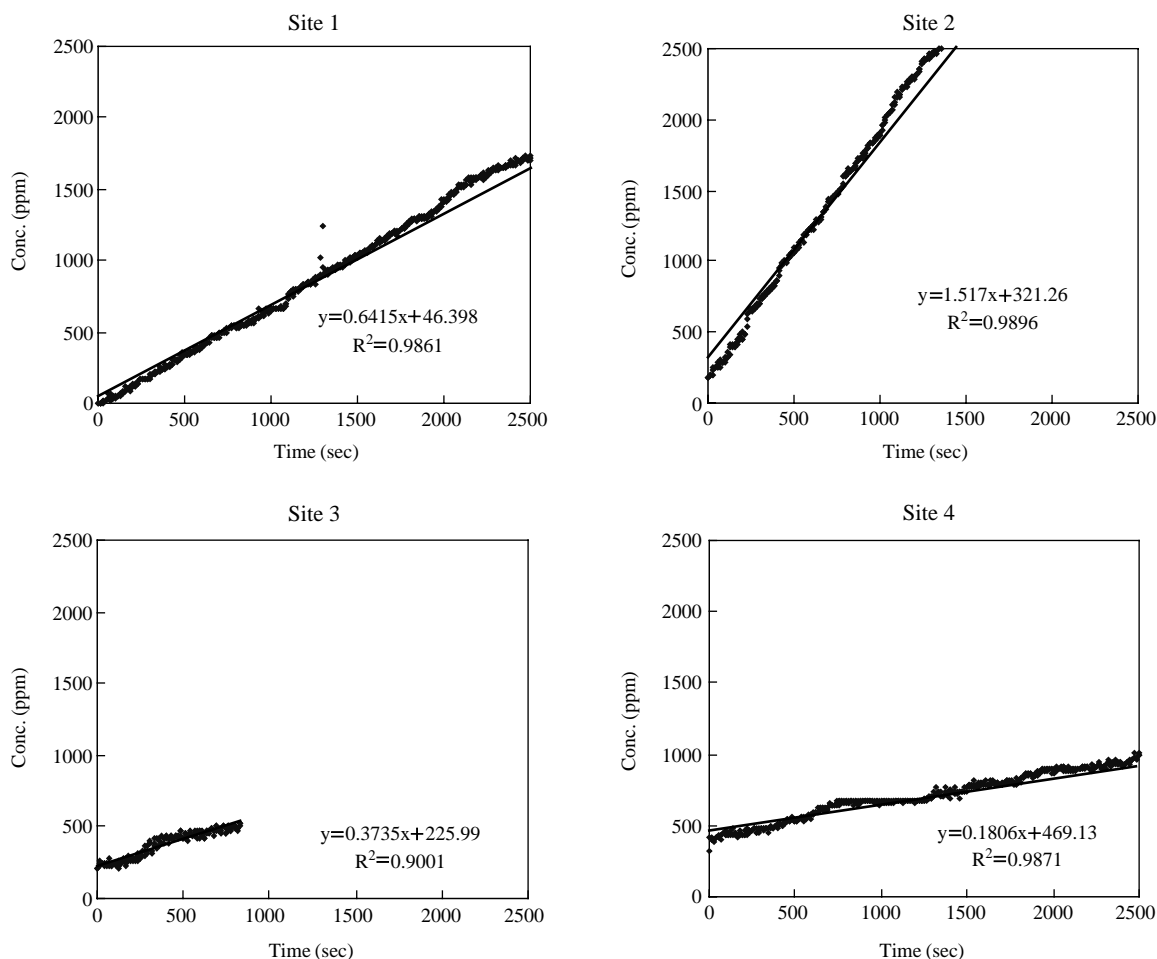 Site 1
2500
2000
1500
1000
500
0
Conc. (ppm)
y=0.6415x+46.398
R²=0.9861
0 500 1000 1500 2000 2500
Time (sec)
Site 2
2500
2000
1500
1000
500
0
Conc. (ppm)
y=1.517x+321.26
R²=0.9896
0 500 1000 1500 2000 2500
Time (sec)
Site 3
2500
2000
1500
1000
500
0
Conc. (ppm)
y=0.3735x+225.99
R²=0.9001
0 500 1000 1500 2000 2500
Time (sec)
Site 4
2500
2000
1500
1000
500
0
Conc. (ppm)
y=0.1806x+469.13
R²=0.9871
0 500 1000 1500 2000 2500
Time (sec)